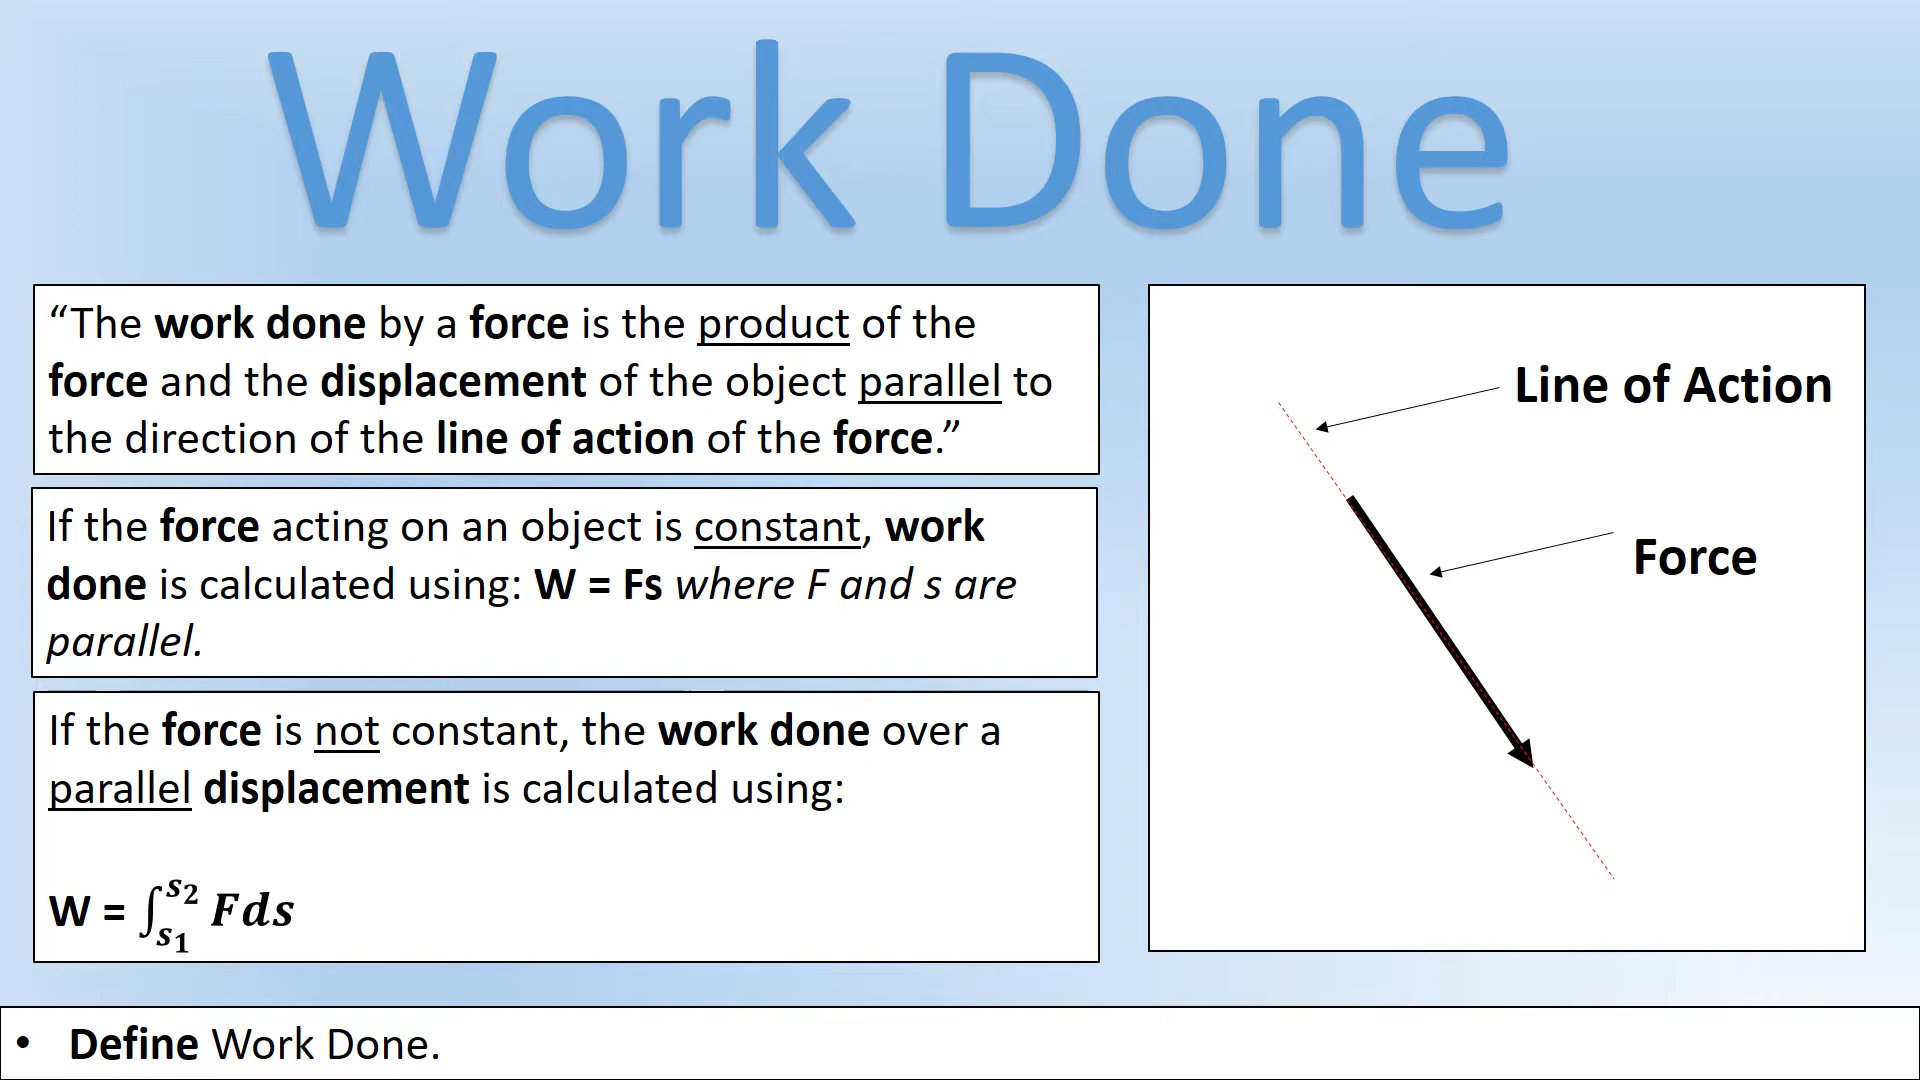 Work Done
“The work done by a force is the product of the
force and the displacement of the object parallel to
the direction of the line of action of the force.”
If the force acting on an object is constant, work
done is calculated using: W = Fs where F and s are
parallel.
If the force is not constant, the work done over a
parallel displacement is calculated using:
W = ∫_{s₁}^{s₂} Fds
Line of Action
Force
• Define Work Done.